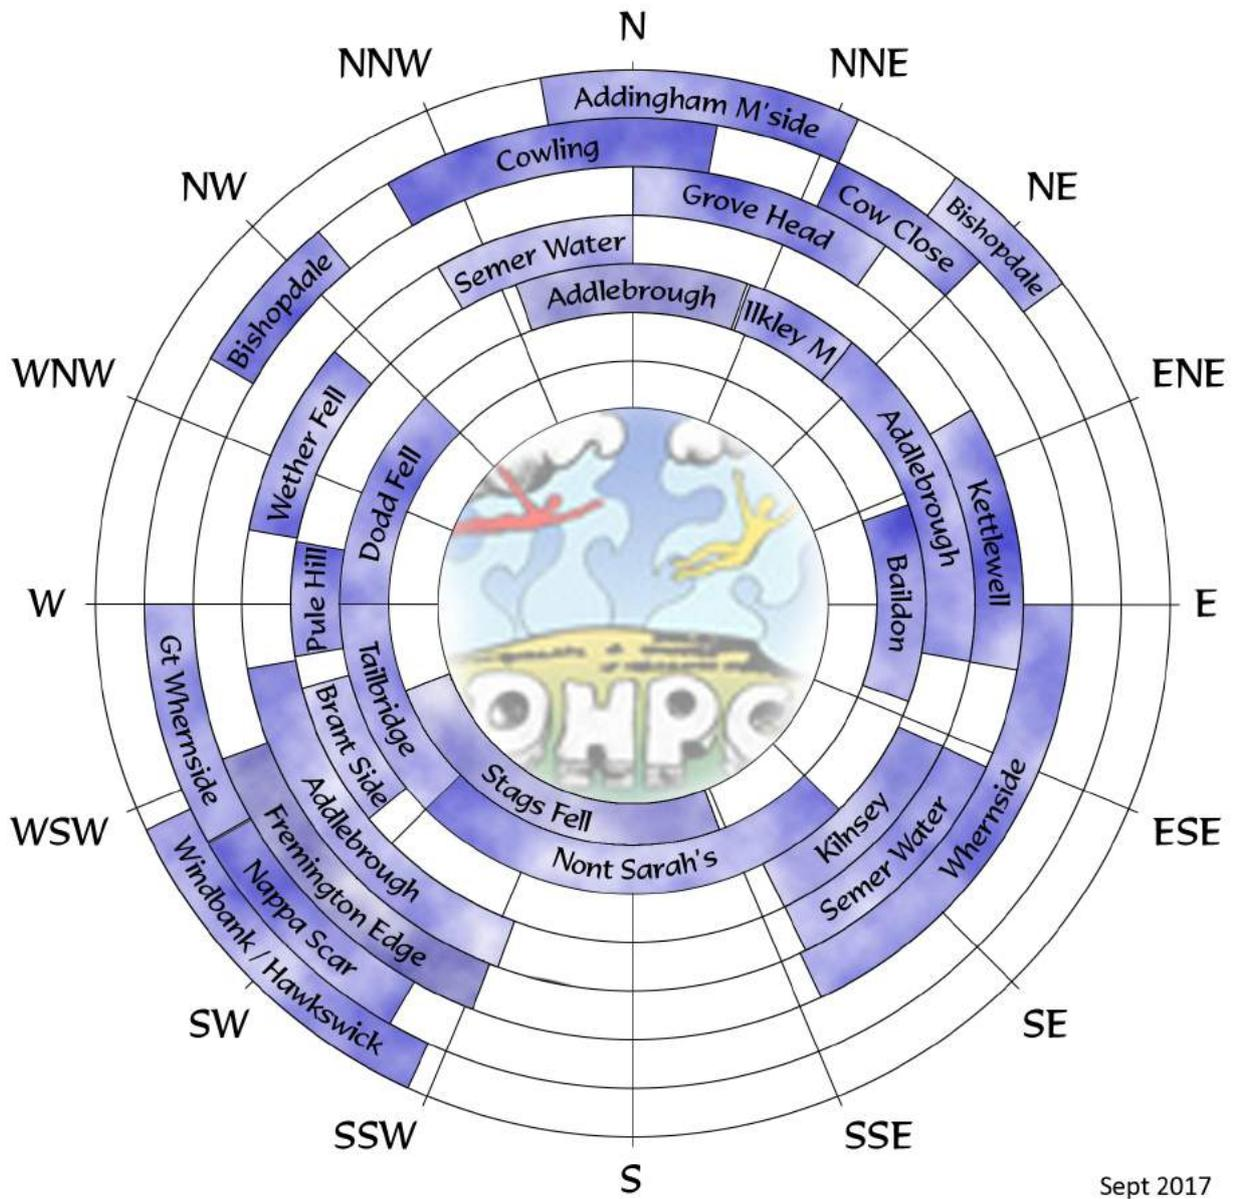 N
NNW
NNE
NW
NE
WNW
ENE
W
E
WSW
ESE
SW
SE
SSW
SSE
S
Addingham M'side
Cowling
Grove Head
Cow Close
Bishopdale
Semer Water
Addlebrough
Ilkley M
Bishopdale
Wether Fell
Dodd Fell
Pule Hill
Addlebrough
Kettlewell
Baildon
Gt Whernside
Tailbridge
Brant Side
Addlebrough
Fremington Edge
Nappa Scar
Windbank / Hawkswick
Stags Fell
Nont Sarah's
Kilnsey
Semer Water
Whernside
Sept 2017